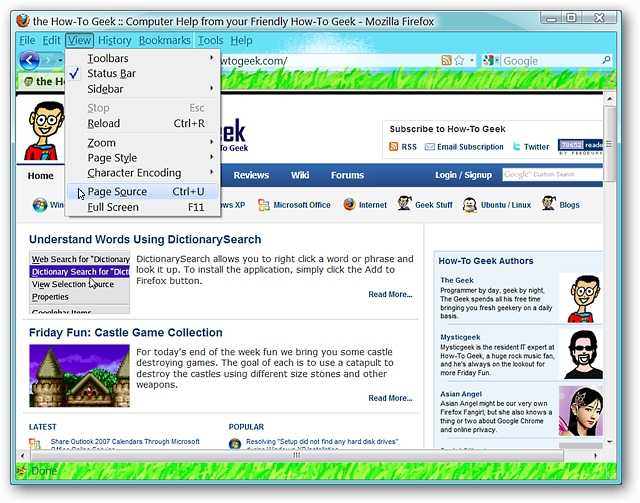 the How-To Geek :: Computer Help from your Friendly How-To Geek - Mozilla Firefox
File Edit View History Bookmarks Tools Help
wtogeek.com/
Google
the H
Toolbars
Status Bar
Sidebar
Stop Esc
Reload Ctrl+R
Zoom
Page Style
Character Encoding
Page Source Ctrl+U
Full Screen F11
ek
To Geek
Subscribe to How-To Geek
RSS Email Subscription Twitter 78652 reade
BY FEEDBURN
Home Reviews Wiki Forums Login / Signup Google
Win ws XP Microsoft Office Firefox Internet Geek Stuff Ubuntu / Linux Blogs
Understand Words Using DictionarySearch
Web Search for "Dictionary
Dictionary Search for "Dict
View Selection Source
Properties
Googlebar Items
DictionarySearch allows you to right click a word or phrase and
look it up. To install the application, simply click the Add to
Firefox button.
Read More...
Friday Fun: Castle Game Collection
For today's end of the week fun we bring you some castle
destroying games. The goal of each is to use a catapult to
destroy the castles using different size stones and other
weapons.
Read More...
LATEST
Share Outlook 2007 Calendars Through Microsoft
Office Online Service
POPULAR
Resolving "Setup did not find any hard disk drives"
during Windows XP Installation
How-To Geek Authors
The Geek
Programmer by day, geek by night,
The Geek spends all his free time
bringing you fresh geekery on a
daily basis.
Mysticgeek
Mysticgeek is the resident IT expert at
How-To Geek, a huge rock music fan,
and he's always on the lookout for
more Friday Fun.
Asian Angel
Asian Angel might be our very own
Firefox Fangirl, but she also knows a
thing or two about Google Chrome
and online privacy.
Done